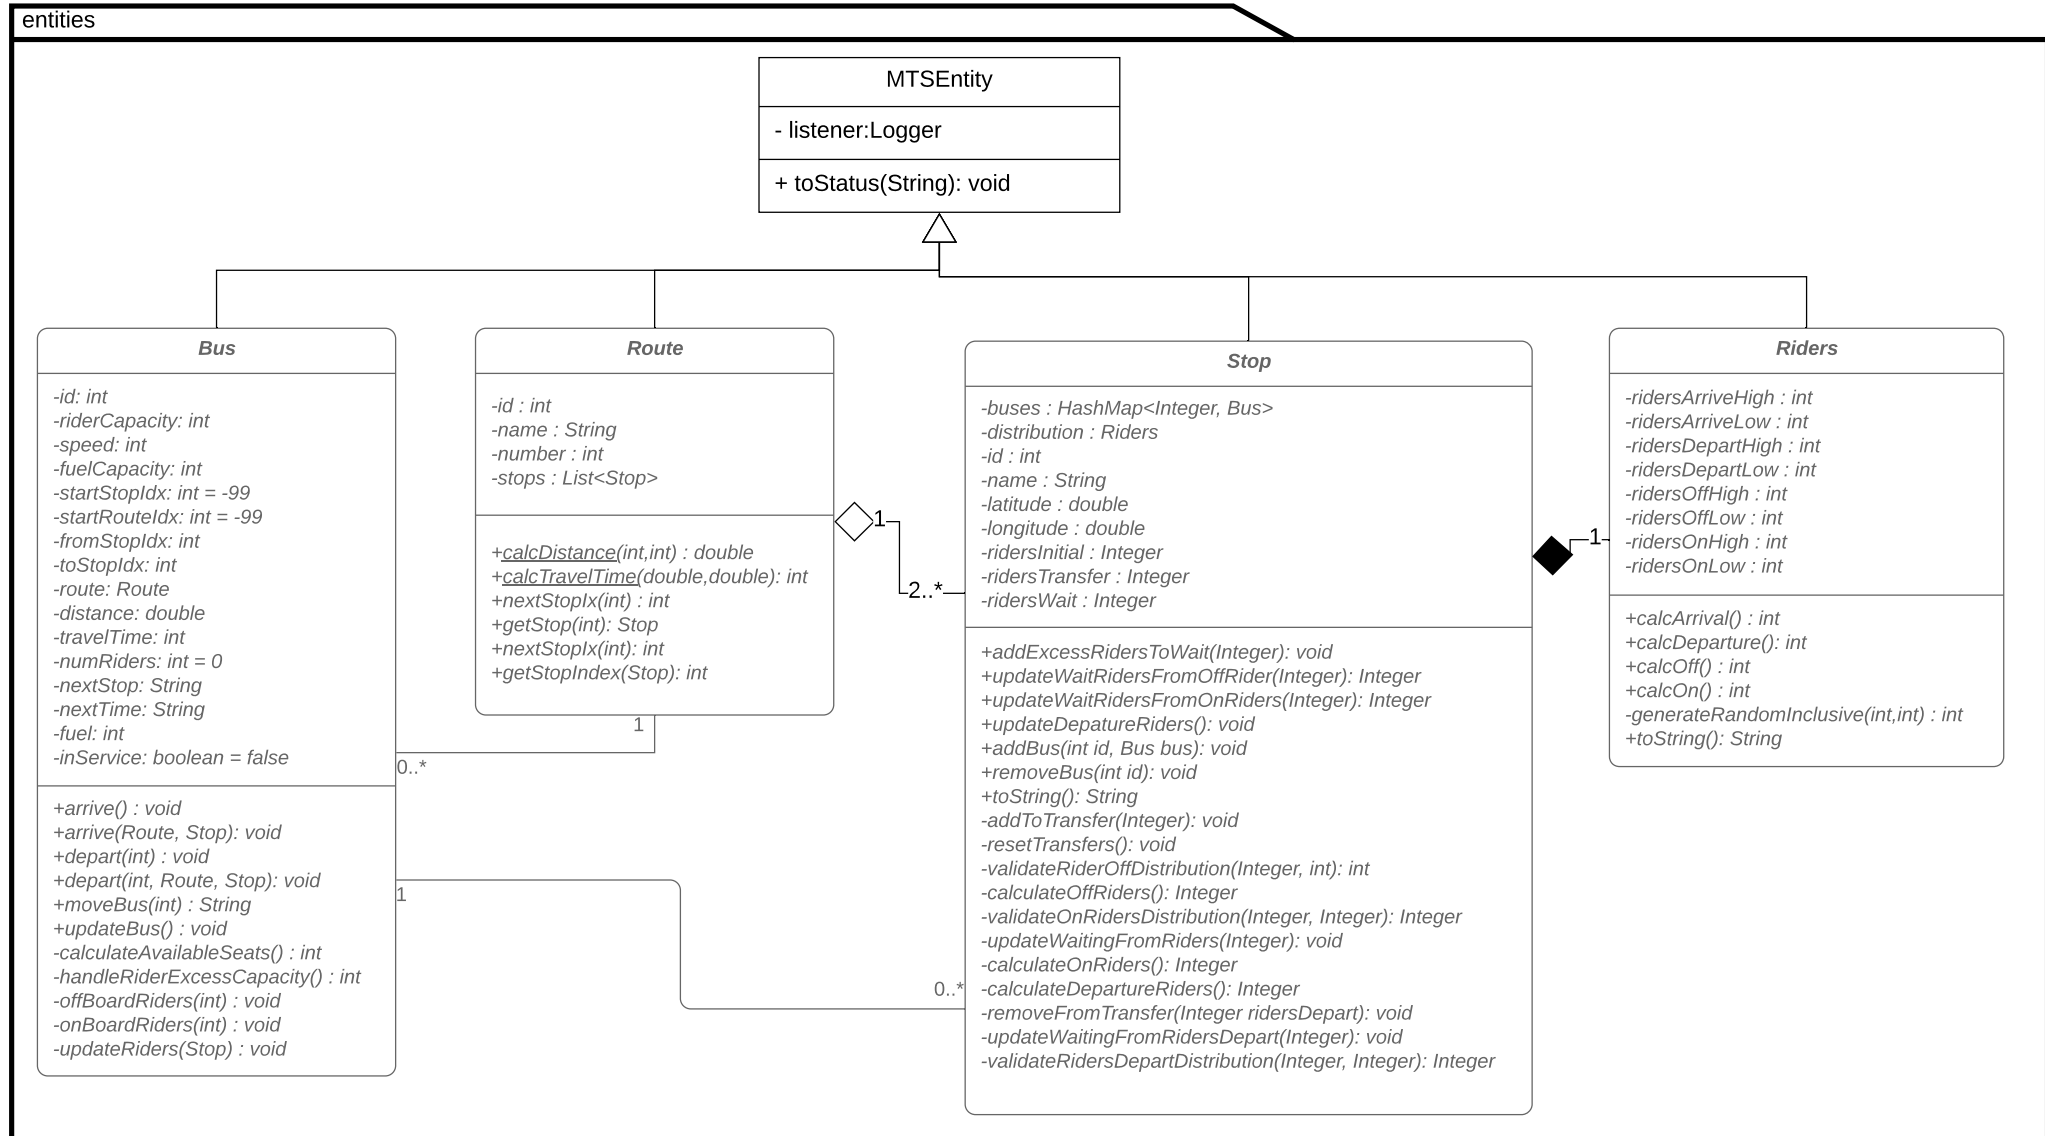 entities
MTSEntity
- listener:Logger
+ toStatus(String): void
Bus
-id: int
-riderCapacity: int
-speed: int
-fuelCapacity: int
-startStopIdx: int = -99
-startRouteIdx: int = -99
-fromStopIdx: int
-toStopIdx: int
-route: Route
-distance: double
-travelTime: int
-numRiders: int = 0
-nextStop: String
-nextTime: String
-fuel: int
-inService: boolean = false
+arrive() : void
+arrive(Route, Stop): void
+depart(int) : void
+depart(int, Route, Stop): void
+moveBus(int) : String
+updateBus() : void
-calculateAvailableSeats() : int
-handleRiderExcessCapacity() : int
-offBoardRiders(int) : void
-onBoardRiders(int) : void
-updateRiders(Stop) : void
Route
-id : int
-name : String
-number : int
-stops : List<Stop>
+calcDistance(int,int) : double
+calcTravelTime(double,double): int
+nextStopIx(int) : int
+getStop(int): Stop
+nextStopIx(int): int
+getStopIndex(Stop): int
1
0..*
1
0..*
1
2..*
Stop
-buses : HashMap<Integer, Bus>
-distribution : Riders
-id : int
-name : String
-latitude : double
-longitude : double
-ridersInitial : Integer
-ridersTransfer : Integer
-ridersWait : Integer
+addExcessRidersToWait(Integer): void
+updateWaitRidersFromOffRider(Integer): Integer
+updateWaitRidersFromOnRiders(Integer): Integer
+updateDepatureRiders(): void
+addBus(int id, Bus bus): void
+removeBus(int id): void
+toString(): String
-addToTransfer(Integer): void
-resetTransfers(): void
-validateRiderOffDistribution(Integer, int): int
-calculateOffRiders(): Integer
-validateOnRidersDistribution(Integer, Integer): Integer
-updateWaitingFromRiders(Integer): void
-calculateOnRiders(): Integer
-calculateDepartureRiders(): Integer
-removeFromTransfer(Integer ridersDepart): void
-updateWaitingFromRidersDepart(Integer): void
-validateRidersDepartDistribution(Integer, Integer): Integer
1
Riders
-ridersArriveHigh : int
-ridersArriveLow : int
-ridersDepartHigh : int
-ridersDepartLow : int
-ridersOffHigh : int
-ridersOffLow : int
-ridersOnHigh : int
-ridersOnLow : int
+calcArrival() : int
+calcDeparture(): int
+calcOff() : int
+calcOn() : int
-generateRandomInclusive(int,int) : int
+toString(): String